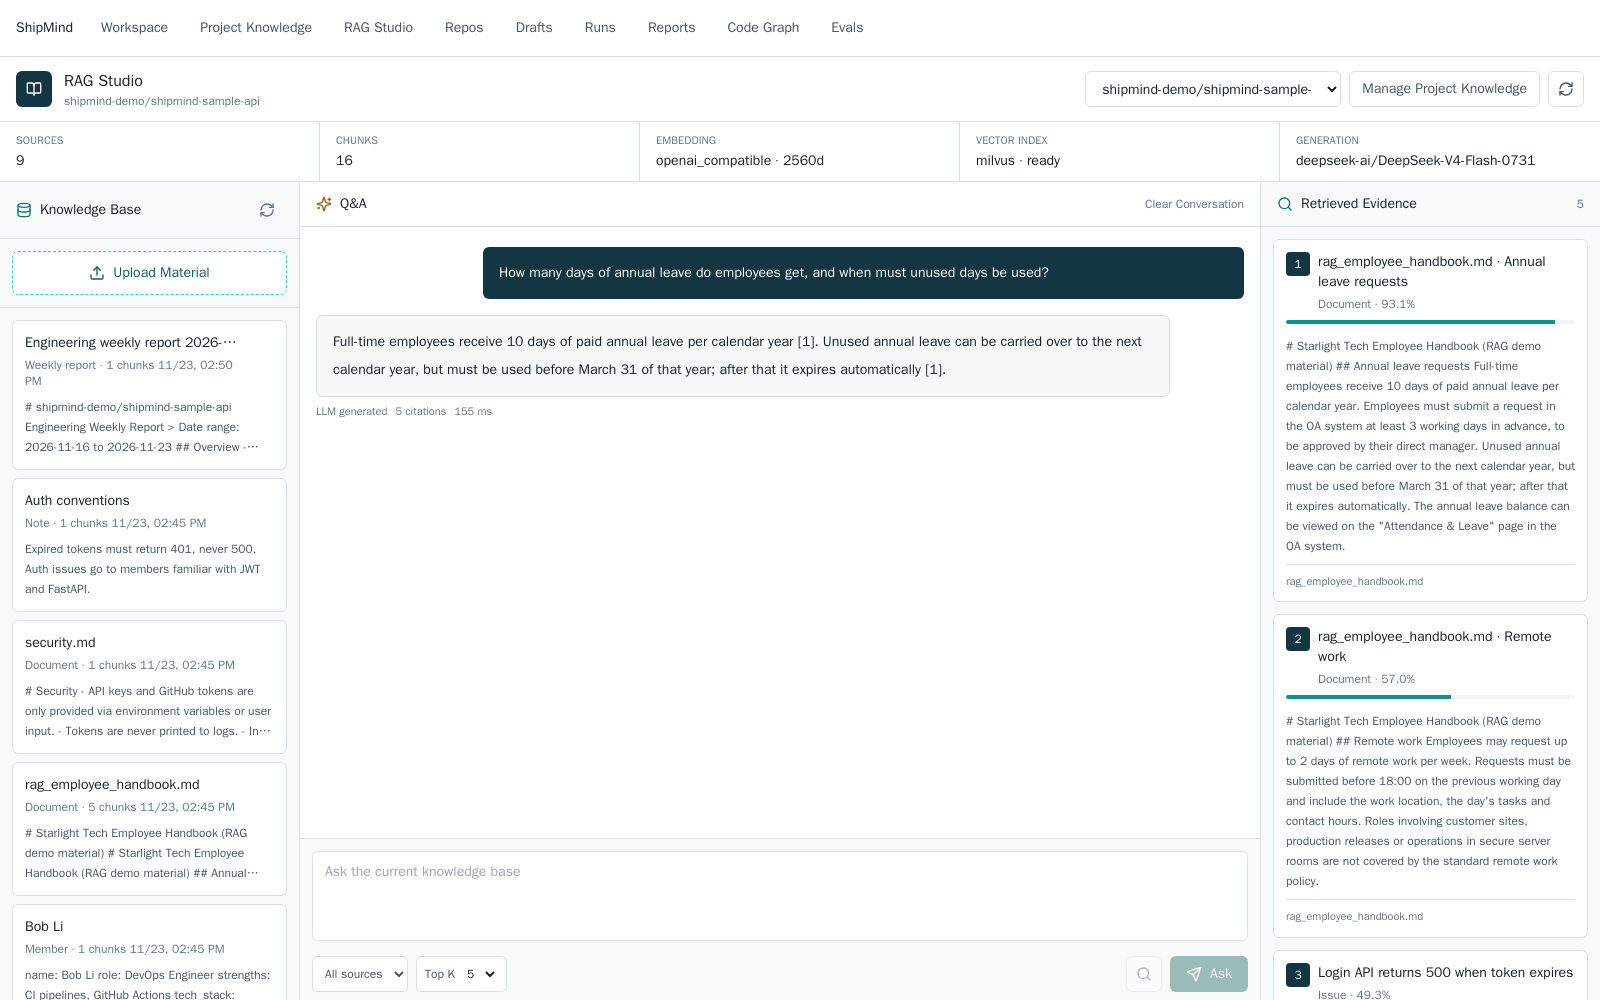 ShipMind
Workspace
Project Knowledge
RAG Studio
Repos
Drafts
Runs
Reports
Code Graph
Evals
RAG Studio
shipmind-demo/shipmind-sample-api
shipmind-demo/shipmind-sample-
Manage Project Knowledge
SOURCES
9
CHUNKS
16
EMBEDDING
openai_compatible · 2560d
VECTOR INDEX
milvus · ready
GENERATION
deepseek-ai/DeepSeek-V4-Flash-0731
Knowledge Base
Upload Material
Engineering weekly report 2026-···
Weekly report · 1 chunks 11/23, 02:50
PM
# shipmind-demo/shipmind-sample-api
Engineering Weekly Report > Date range:
2026-11-16 to 2026-11-23 ## Overview -···
Auth conventions
Note · 1 chunks 11/23, 02:45 PM
Expired tokens must return 401, never 500.
Auth issues go to members familiar with JWT
and FastAPI.
security.md
Document · 1 chunks 11/23, 02:45 PM
# Security - API keys and GitHub tokens are
only provided via environment variables or user
input. - Tokens are never printed to logs. - In···
rag_employee_handbook.md
Document · 5 chunks 11/23, 02:45 PM
# Starlight Tech Employee Handbook (RAG
demo material) # Starlight Tech Employee
Handbook (RAG demo material) ## Annual···
Bob Li
Member · 1 chunks 11/23, 02:45 PM
name: Bob Li role: DevOps Engineer strengths:
CI pipelines, GitHub Actions tech_stack:
Q&A
Clear Conversation
How many days of annual leave do employees get, and when must unused days be used?
Full-time employees receive 10 days of paid annual leave per calendar year [1]. Unused annual leave can be carried over to the next
calendar year, but must be used before March 31 of that year; after that it expires automatically [1].
LLM generated 5 citations 155 ms
Ask the current knowledge base
All sources
Top K 5
Ask
Retrieved Evidence
5
1
rag_employee_handbook.md · Annual
leave requests
Document · 93.1%
# Starlight Tech Employee Handbook (RAG demo
material) ## Annual leave requests Full-time
employees receive 10 days of paid annual leave per
calendar year. Employees must submit a request in
the OA system at least 3 working days in advance, to
be approved by their direct manager. Unused annual
leave can be carried over to the next calendar year, but
must be used before March 31 of that year; after that
it expires automatically. The annual leave balance can
be viewed on the "Attendance & Leave" page in the
OA system.
rag_employee_handbook.md
2
rag_employee_handbook.md · Remote
work
Document · 57.0%
# Starlight Tech Employee Handbook (RAG demo
material) ## Remote work Employees may request up
to 2 days of remote work per week. Requests must be
submitted before 18:00 on the previous working day
and include the work location, the day's tasks and
contact hours. Roles involving customer sites,
production releases or operations in secure server
rooms are not covered by the standard remote work
policy.
rag_employee_handbook.md
3
Login API returns 500 when token expires
Issue · 49.3%